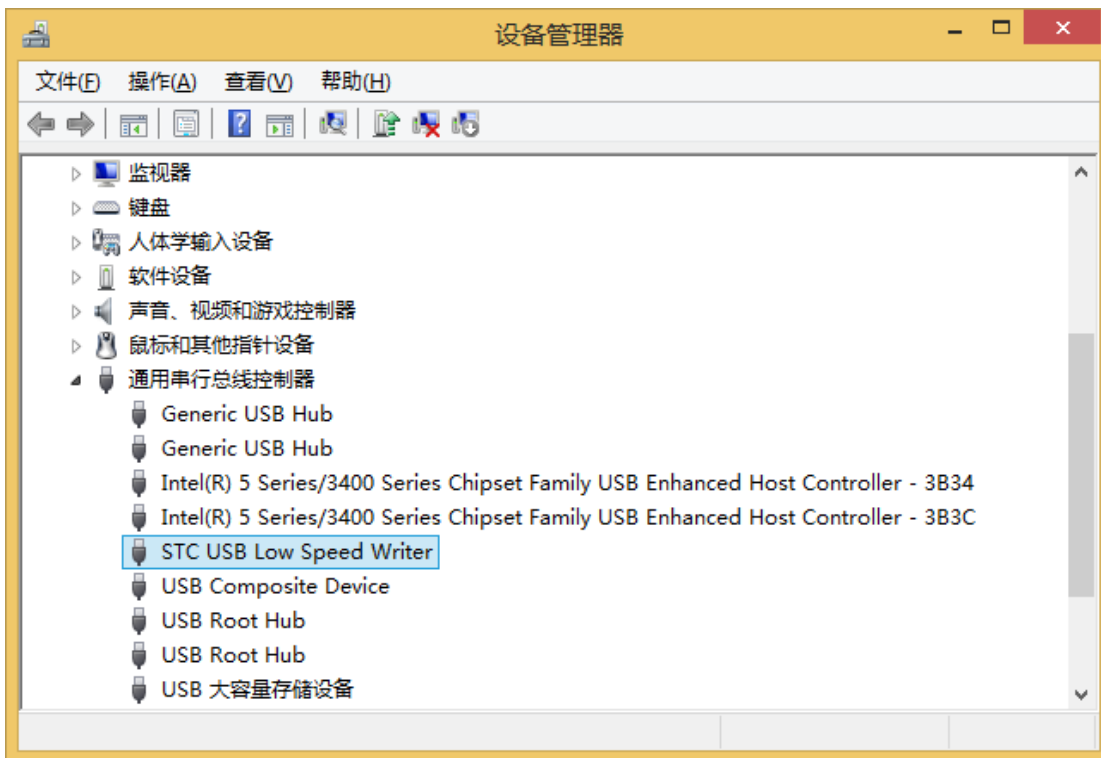 设备管理器
文件(F) 操作(A) 查看(V) 帮助(H)
监视器
键盘
人体学输入设备
软件设备
声音、视频和游戏控制器
鼠标和其他指针设备
通用串行总线控制器
Generic USB Hub
Generic USB Hub
Intel(R) 5 Series/3400 Series Chipset Family USB Enhanced Host Controller - 3B34
Intel(R) 5 Series/3400 Series Chipset Family USB Enhanced Host Controller - 3B3C
STC USB Low Speed Writer
USB Composite Device
USB Root Hub
USB Root Hub
USB 大容量存储设备